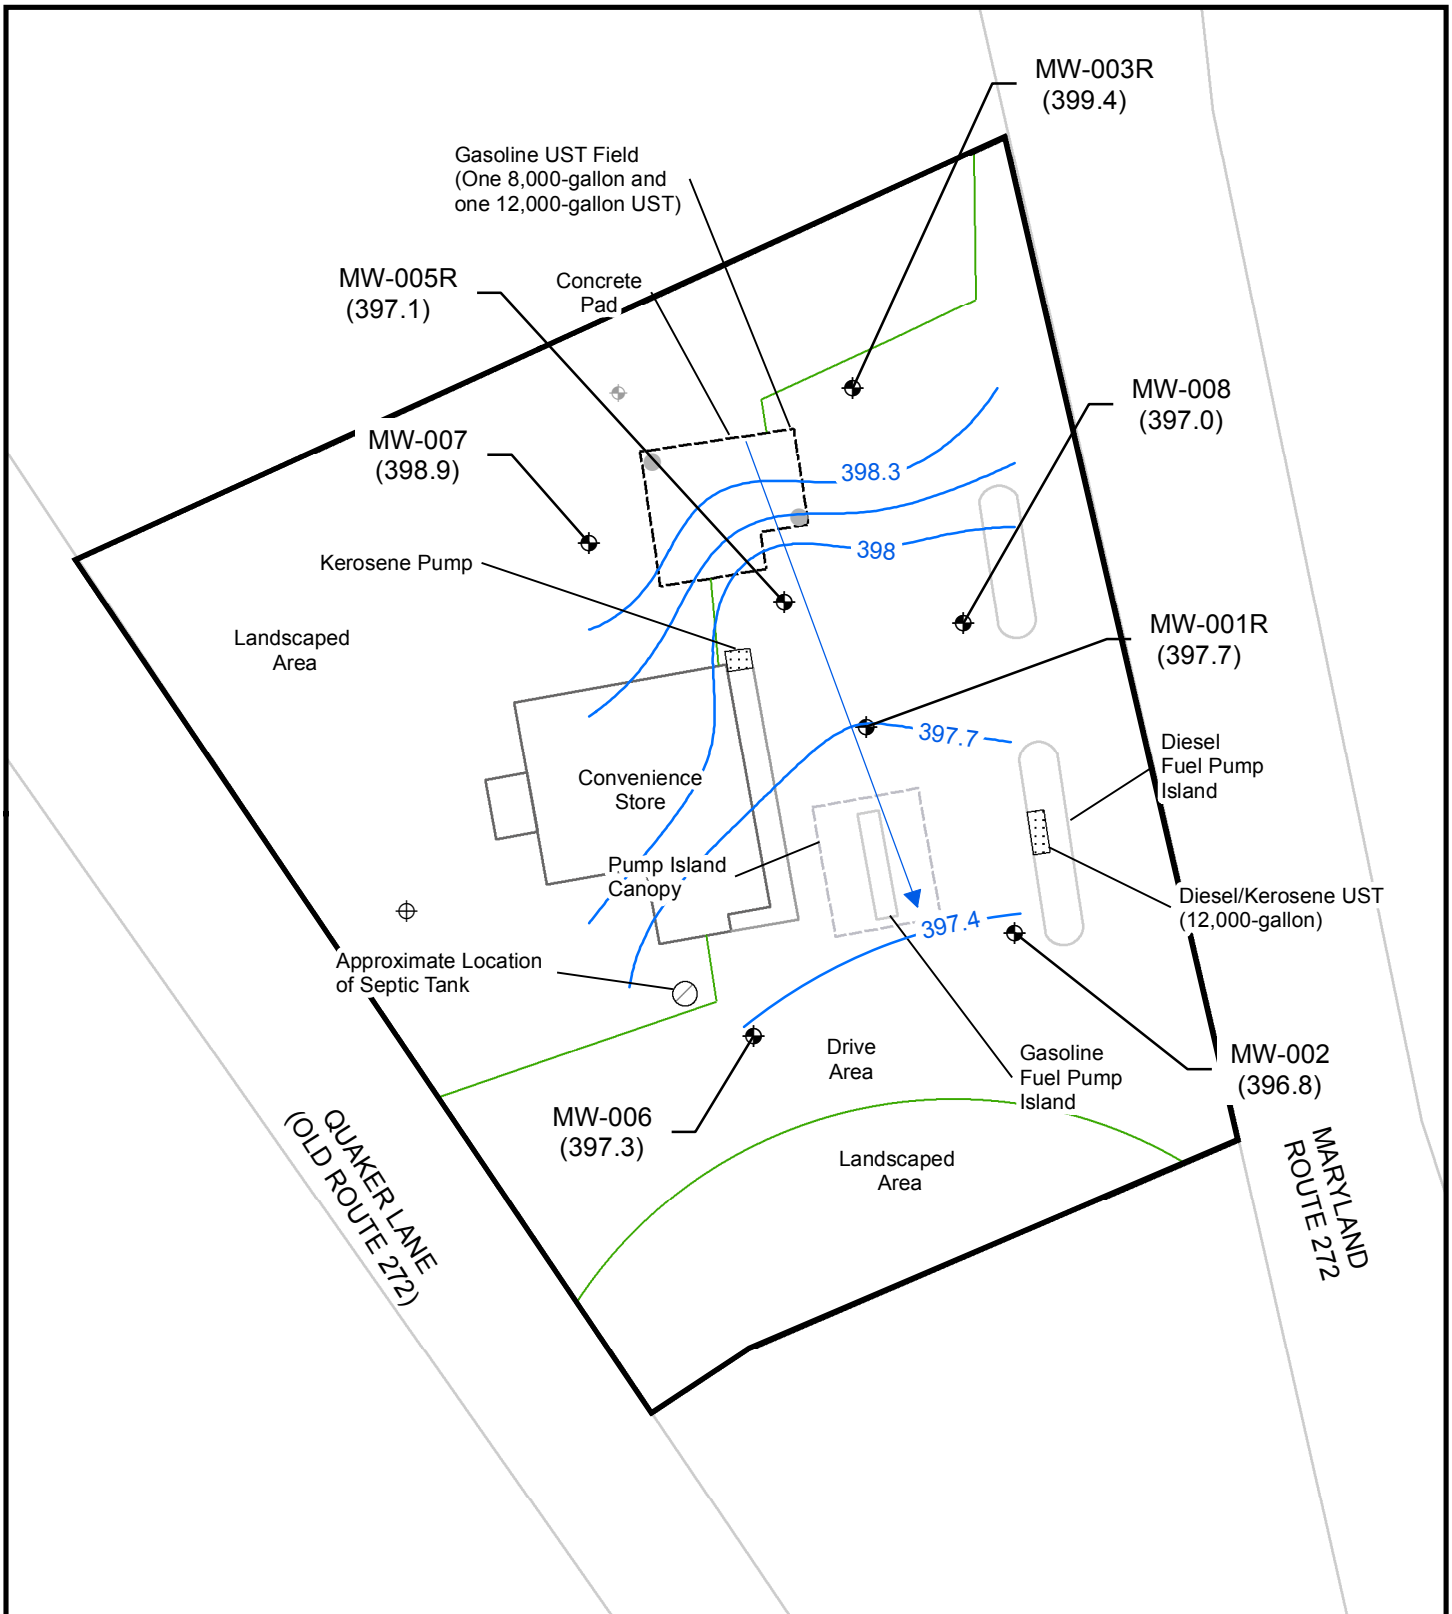 MW-003R
(399.4)
Gasoline UST Field
(One 8,000-gallon and
one 12,000-gallon UST)
MW-005R
(397.1)
Concrete
Pad
MW-008
(397.0)
MW-007
(398.9)
398.3
398
Kerosene Pump
Landscaped
Area
MW-001R
(397.7)
397.7
Diesel
Fuel Pump
Island
Convenience
Store
Pump Island
Canopy
Diesel/Kerosene UST
(12,000-gallon)
397.4
Approximate Location
of Septic Tank
Drive
Area
Gasoline
Fuel Pump
Island
MW-002
(396.8)
MW-006
(397.3)
Landscaped
Area
QUAKER LANE
(OLD ROUTE 272)
MARYLAND
ROUTE 272